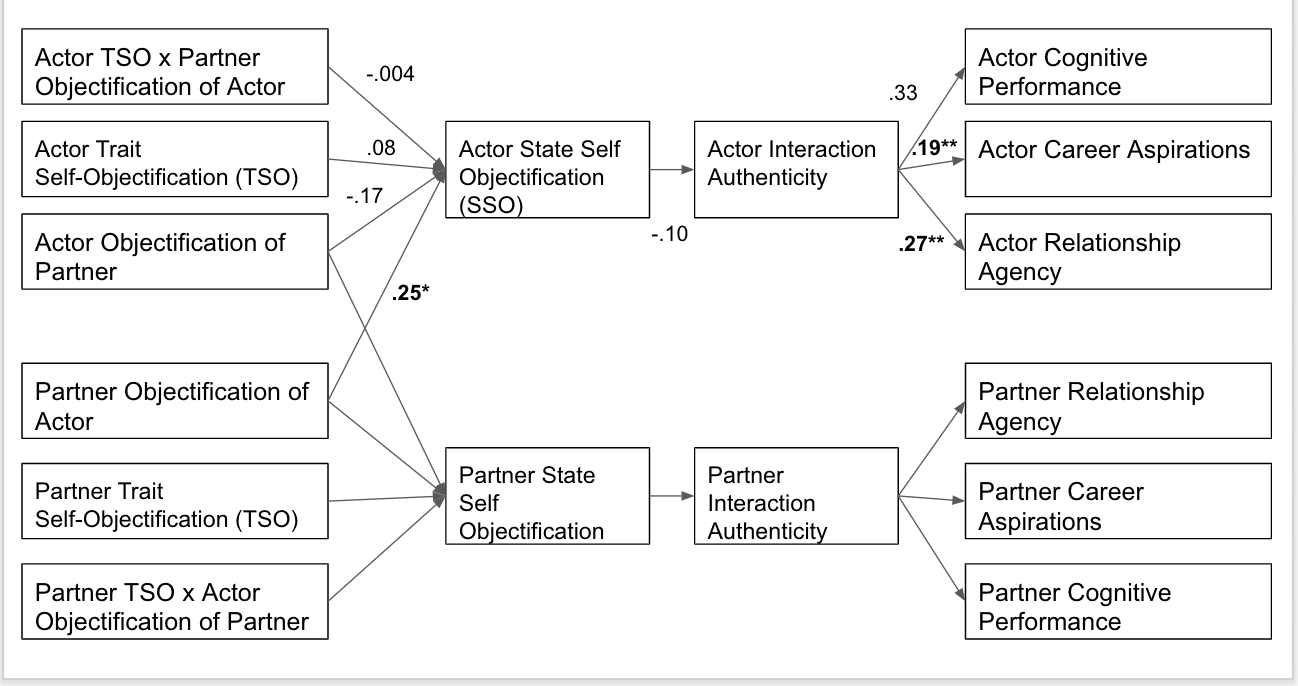 Actor TSO x Partner
Objectification of Actor
Actor Trait
Self-Objectification (TSO)
Actor Objectification of
Partner
Partner Objectification of
Actor
Partner Trait
Self-Objectification (TSO)
Partner TSO x Actor
Objectification of Partner
-.004
.08
-.17
.25*
Actor State Self
Objectification
(SSO)
Partner State
Self
Objectification
-.10
Actor Interaction
Authenticity
Partner
Interaction
Authenticity
.33
.19**
.27**
Actor Cognitive
Performance
Actor Career Aspirations
Actor Relationship
Agency
Partner Relationship
Agency
Partner Career
Aspirations
Partner Cognitive
Performance